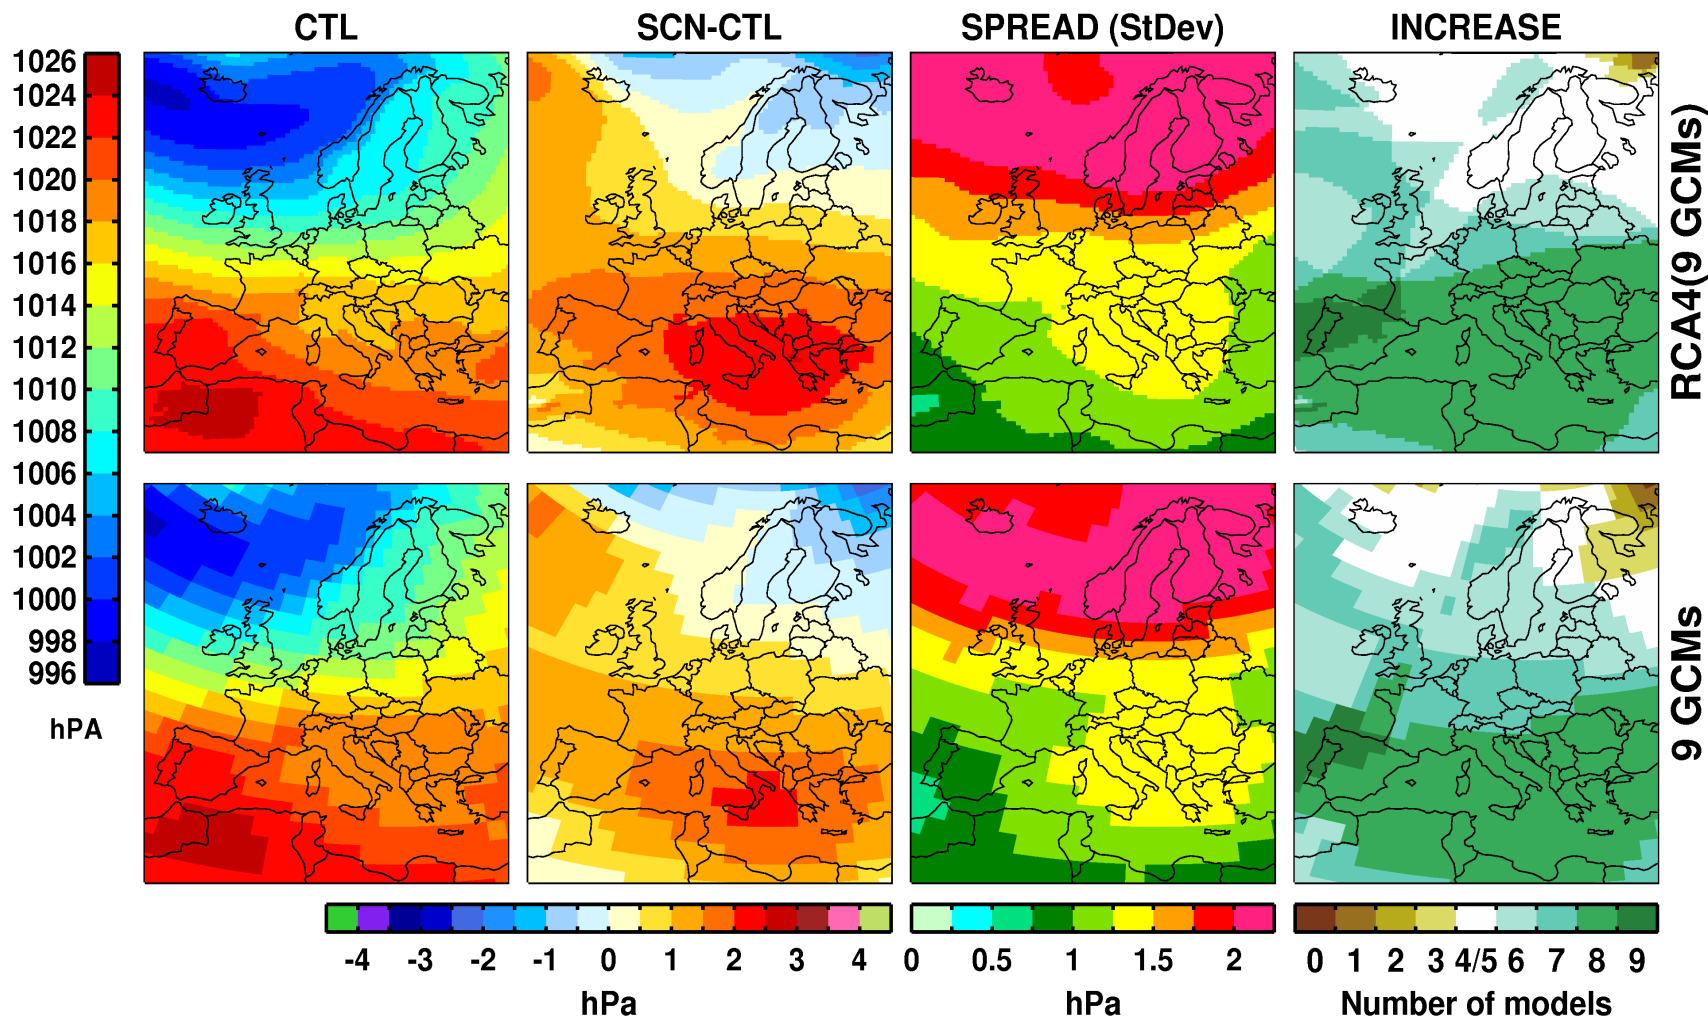 CTL
SCN-CTL
SPREAD (StDev)
INCREASE
1026
1024
1022
1020
1018
1016
1014
1012
1010
1008
1006
1004
1002
1000
998
996
hPA
RCA4(9 GCMs)
9 GCMs
-4 -3 -2 -1 0 1 2 3 4
hPa
0 0.5 1 1.5 2
hPa
0 1 2 3 4/5 6 7 8 9
Number of models